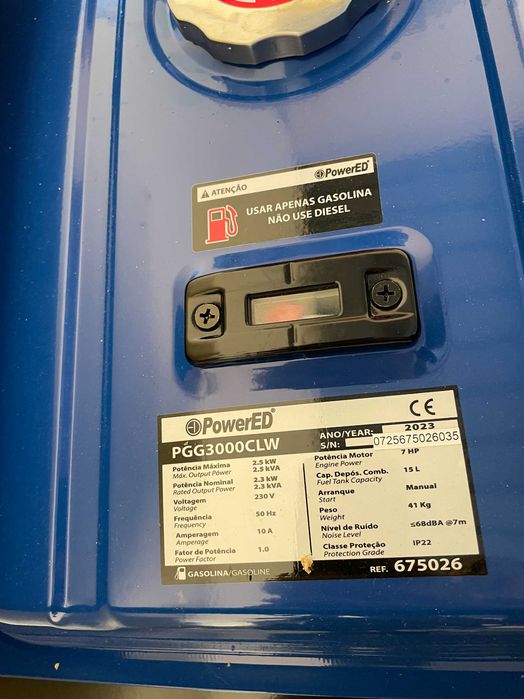 ATENÇÃO
PowerED®
USAR APENAS GASOLINA
NÃO USE DIESEL
PowerED®
PGG3000CLW
CE
ANO/YEAR: 2023
S/N: 0725675026035
Potência Máxima 2.5 kW
Máx. Output Power 2.5 kVA
Potência Nominal 2.3 kW
Rated Output Power 2.3 kVA
Voltagem 230 V
Voltage
Frequência 50 Hz
Frequency
Amperagem 10 A
Amperage
Fator de Potência 1.0
Power Factor
GASOLINA/GASOLINE
Potência Motor 7 HP
Engine Power
Cap. Depós. Comb. 15 L
Fuel Tank Capacity
Arranque Manual
Start
Peso 41 Kg
Weight
Nível de Ruído ≤68dBA @7m
Noise Level
Classe Proteção IP22
Protection Grade
REF. 675026